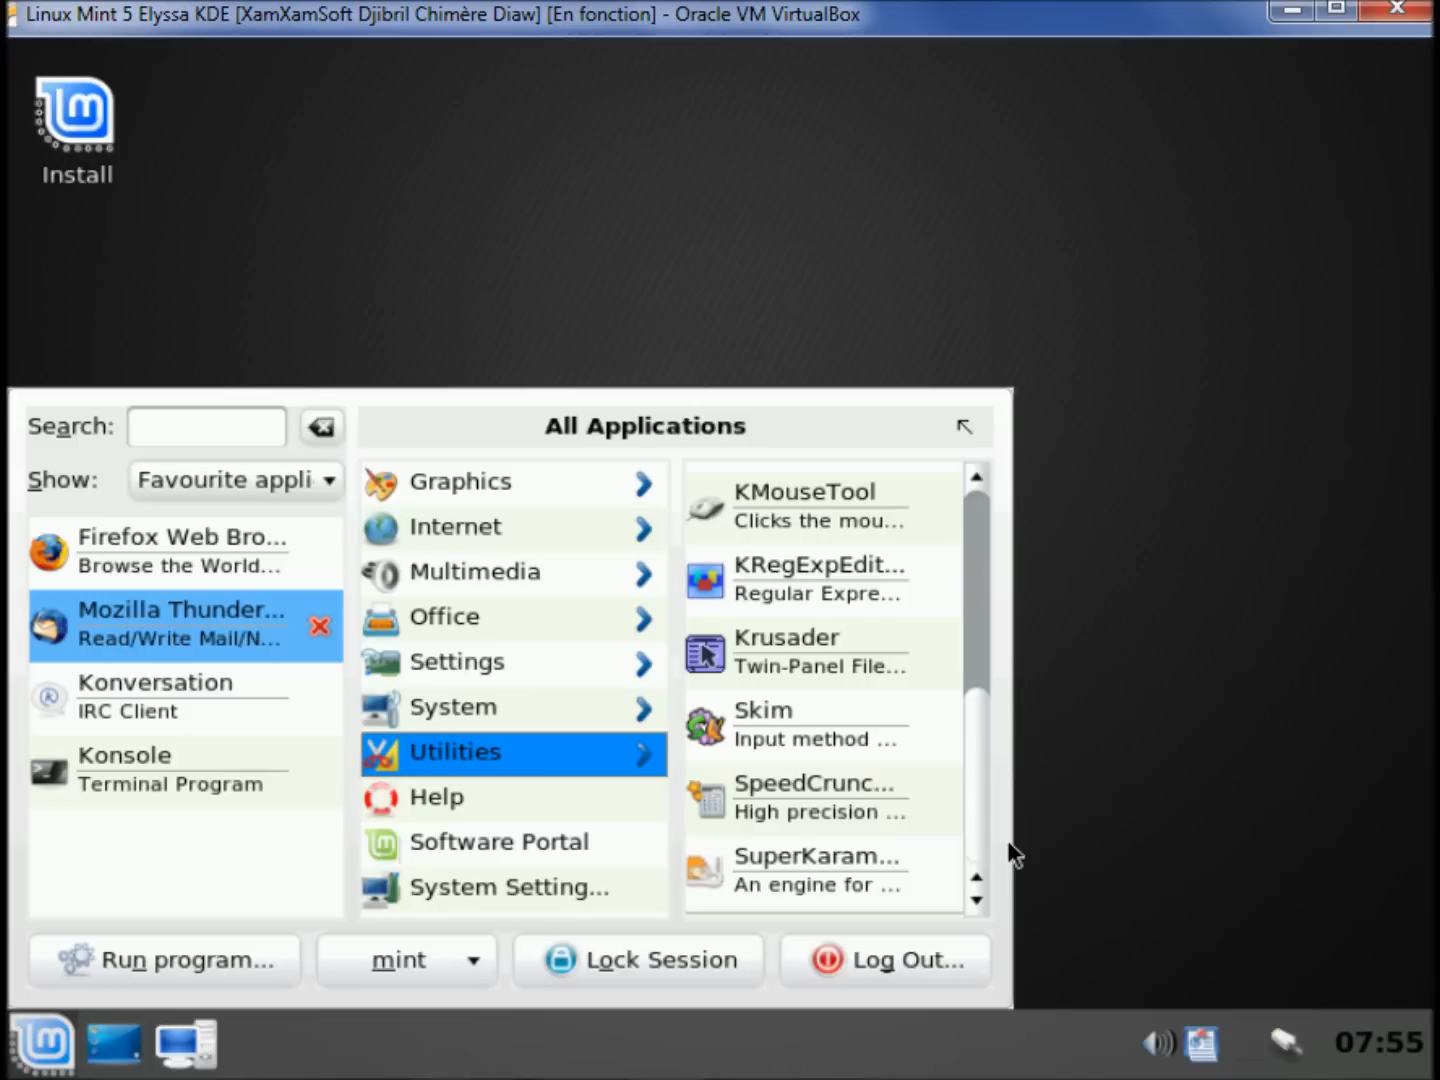 Linux Mint 5 Elyssa KDE [XamXamSoft Djibril Chimère Diaw] [En fonction] - Oracle VM VirtualBox
Install
Search:
Show: Favourite appli
Firefox Web Bro...
Browse the World...
Mozilla Thunder...
Read/Write Mail/N...
Konversation
IRC Client
Konsole
Terminal Program
All Applications
Graphics
Internet
Multimedia
Office
Settings
System
Utilities
Help
Software Portal
System Setting...
KMouseTool
Clicks the mou...
KRegExpEdit...
Regular Expre...
Krusader
Twin-Panel File...
Skim
Input method ...
SpeedCrunc...
High precision ...
SuperKaram...
An engine for ...
Run program...
mint
Lock Session
Log Out...
07:55